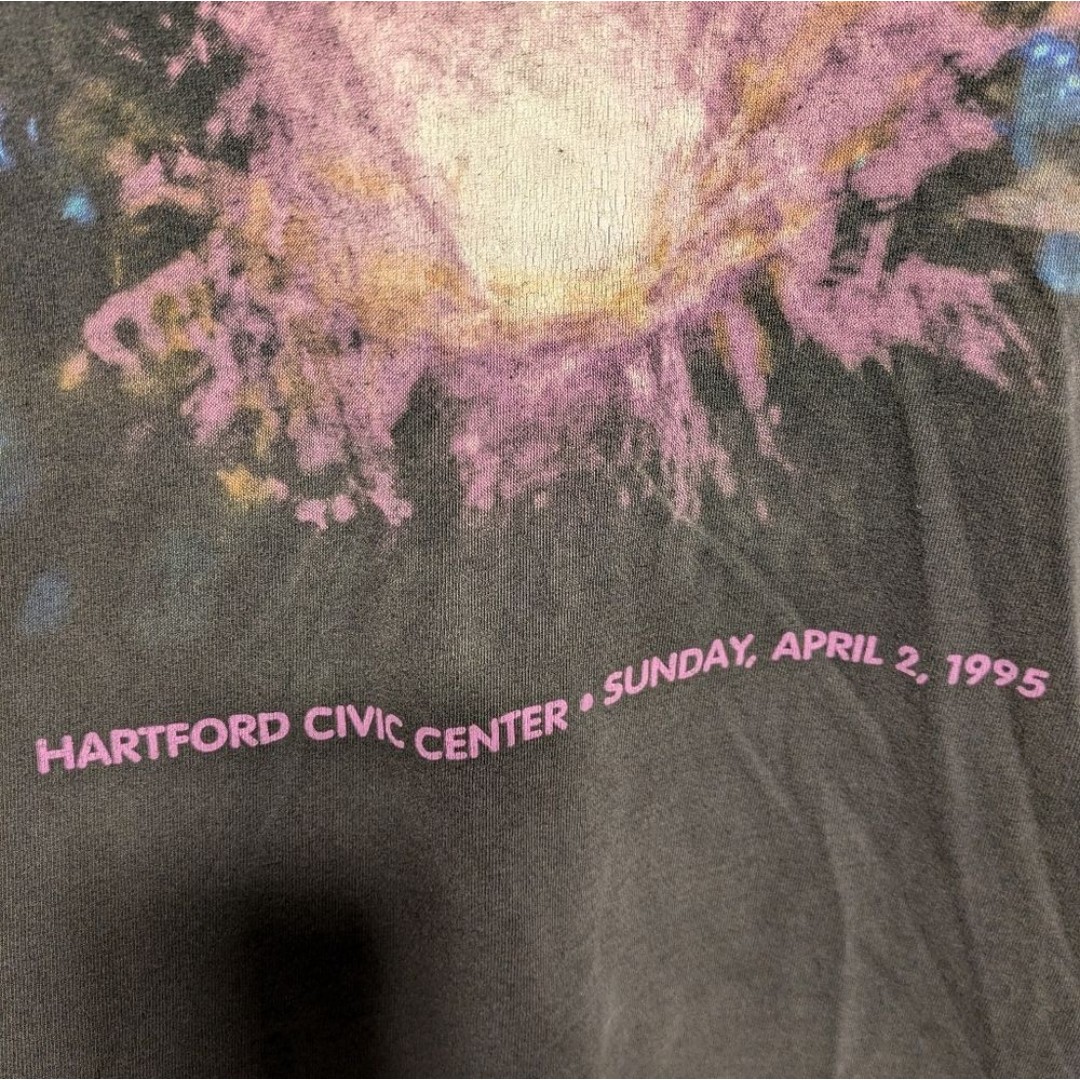 HARTFORD CIVIC CENTER • SUNDAY, APRIL 2, 1995